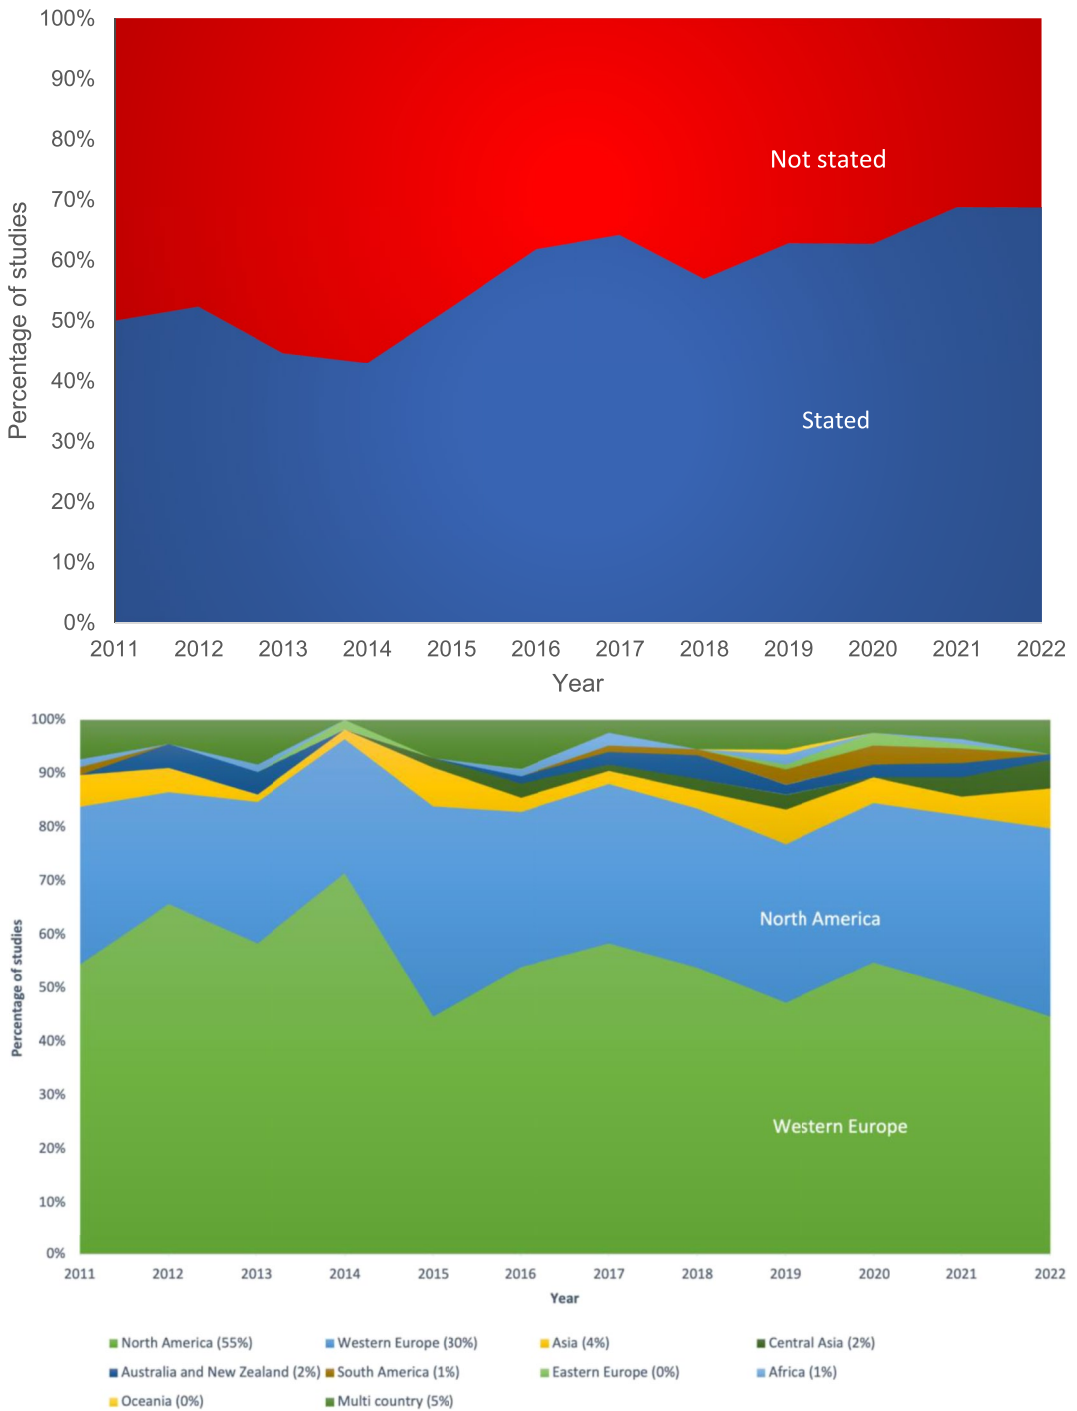 100%
90%
80%
70%
60%
50%
40%
30%
20%
10%
0%
Percentage of studies
Not stated
Stated
2011 2012 2013 2014 2015 2016 2017 2018 2019 2020 2021 2022
Year
100%
90%
80%
70%
60%
50%
40%
30%
20%
10%
0%
Percentage of studies
North America
Western Europe
2011 2012 2013 2014 2015 2016 2017 2018 2019 2020 2021 2022
Year
North America (55%) Western Europe (30%) Asia (4%) Central Asia (2%)
Australia and New Zealand (2%) South America (1%) Eastern Europe (0%) Africa (1%)
Oceania (0%) Multi country (5%)